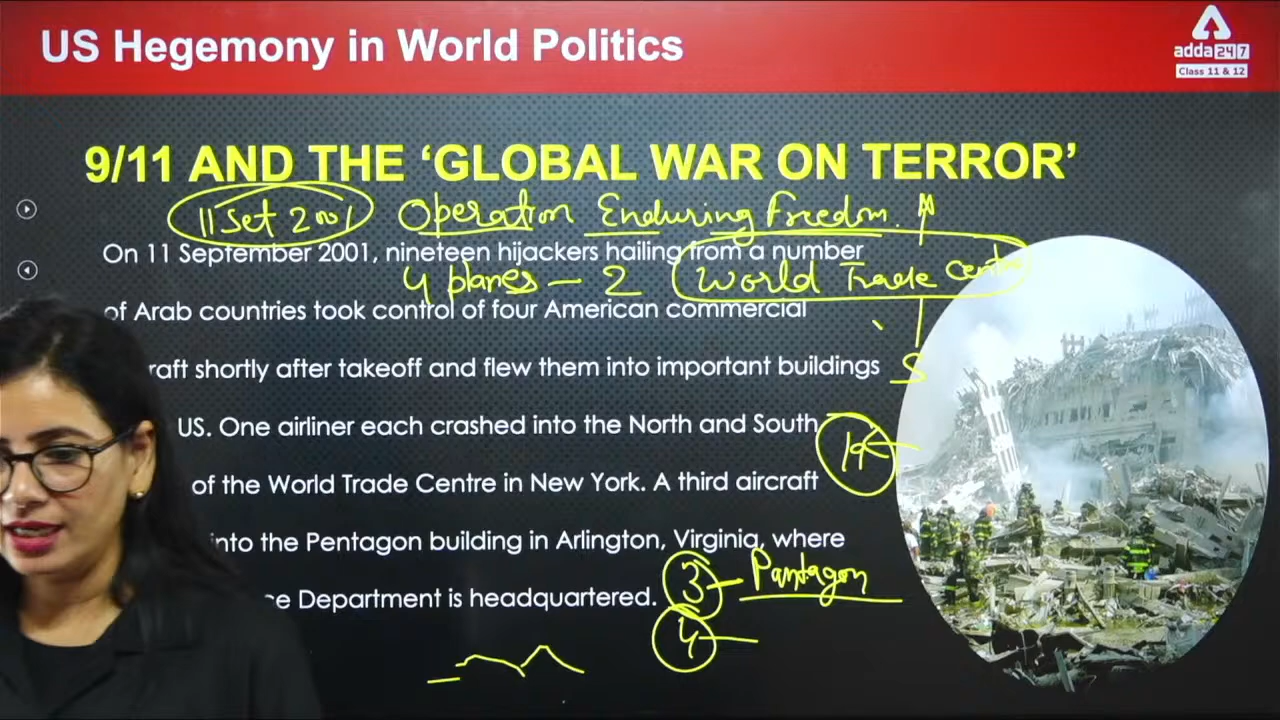 US Hegemony in World Politics
adda247
Class 11 & 12
9/11 AND THE ‘GLOBAL WAR ON TERROR’
11 Set 2001 Operation Enduring Freedom. N
On 11 September 2001, nineteen hijackers hailing from a number
4 planes - 2 World Trade Centre
of Arab countries took control of four American commercial
raft shortly after takeoff and flew them into important buildings
S
US. One airliner each crashed into the North and South
19
of the World Trade Centre in New York. A third aircraft
into the Pentagon building in Arlington, Virginia, where
3 - Pantagon
ce Department is headquartered.
4 -